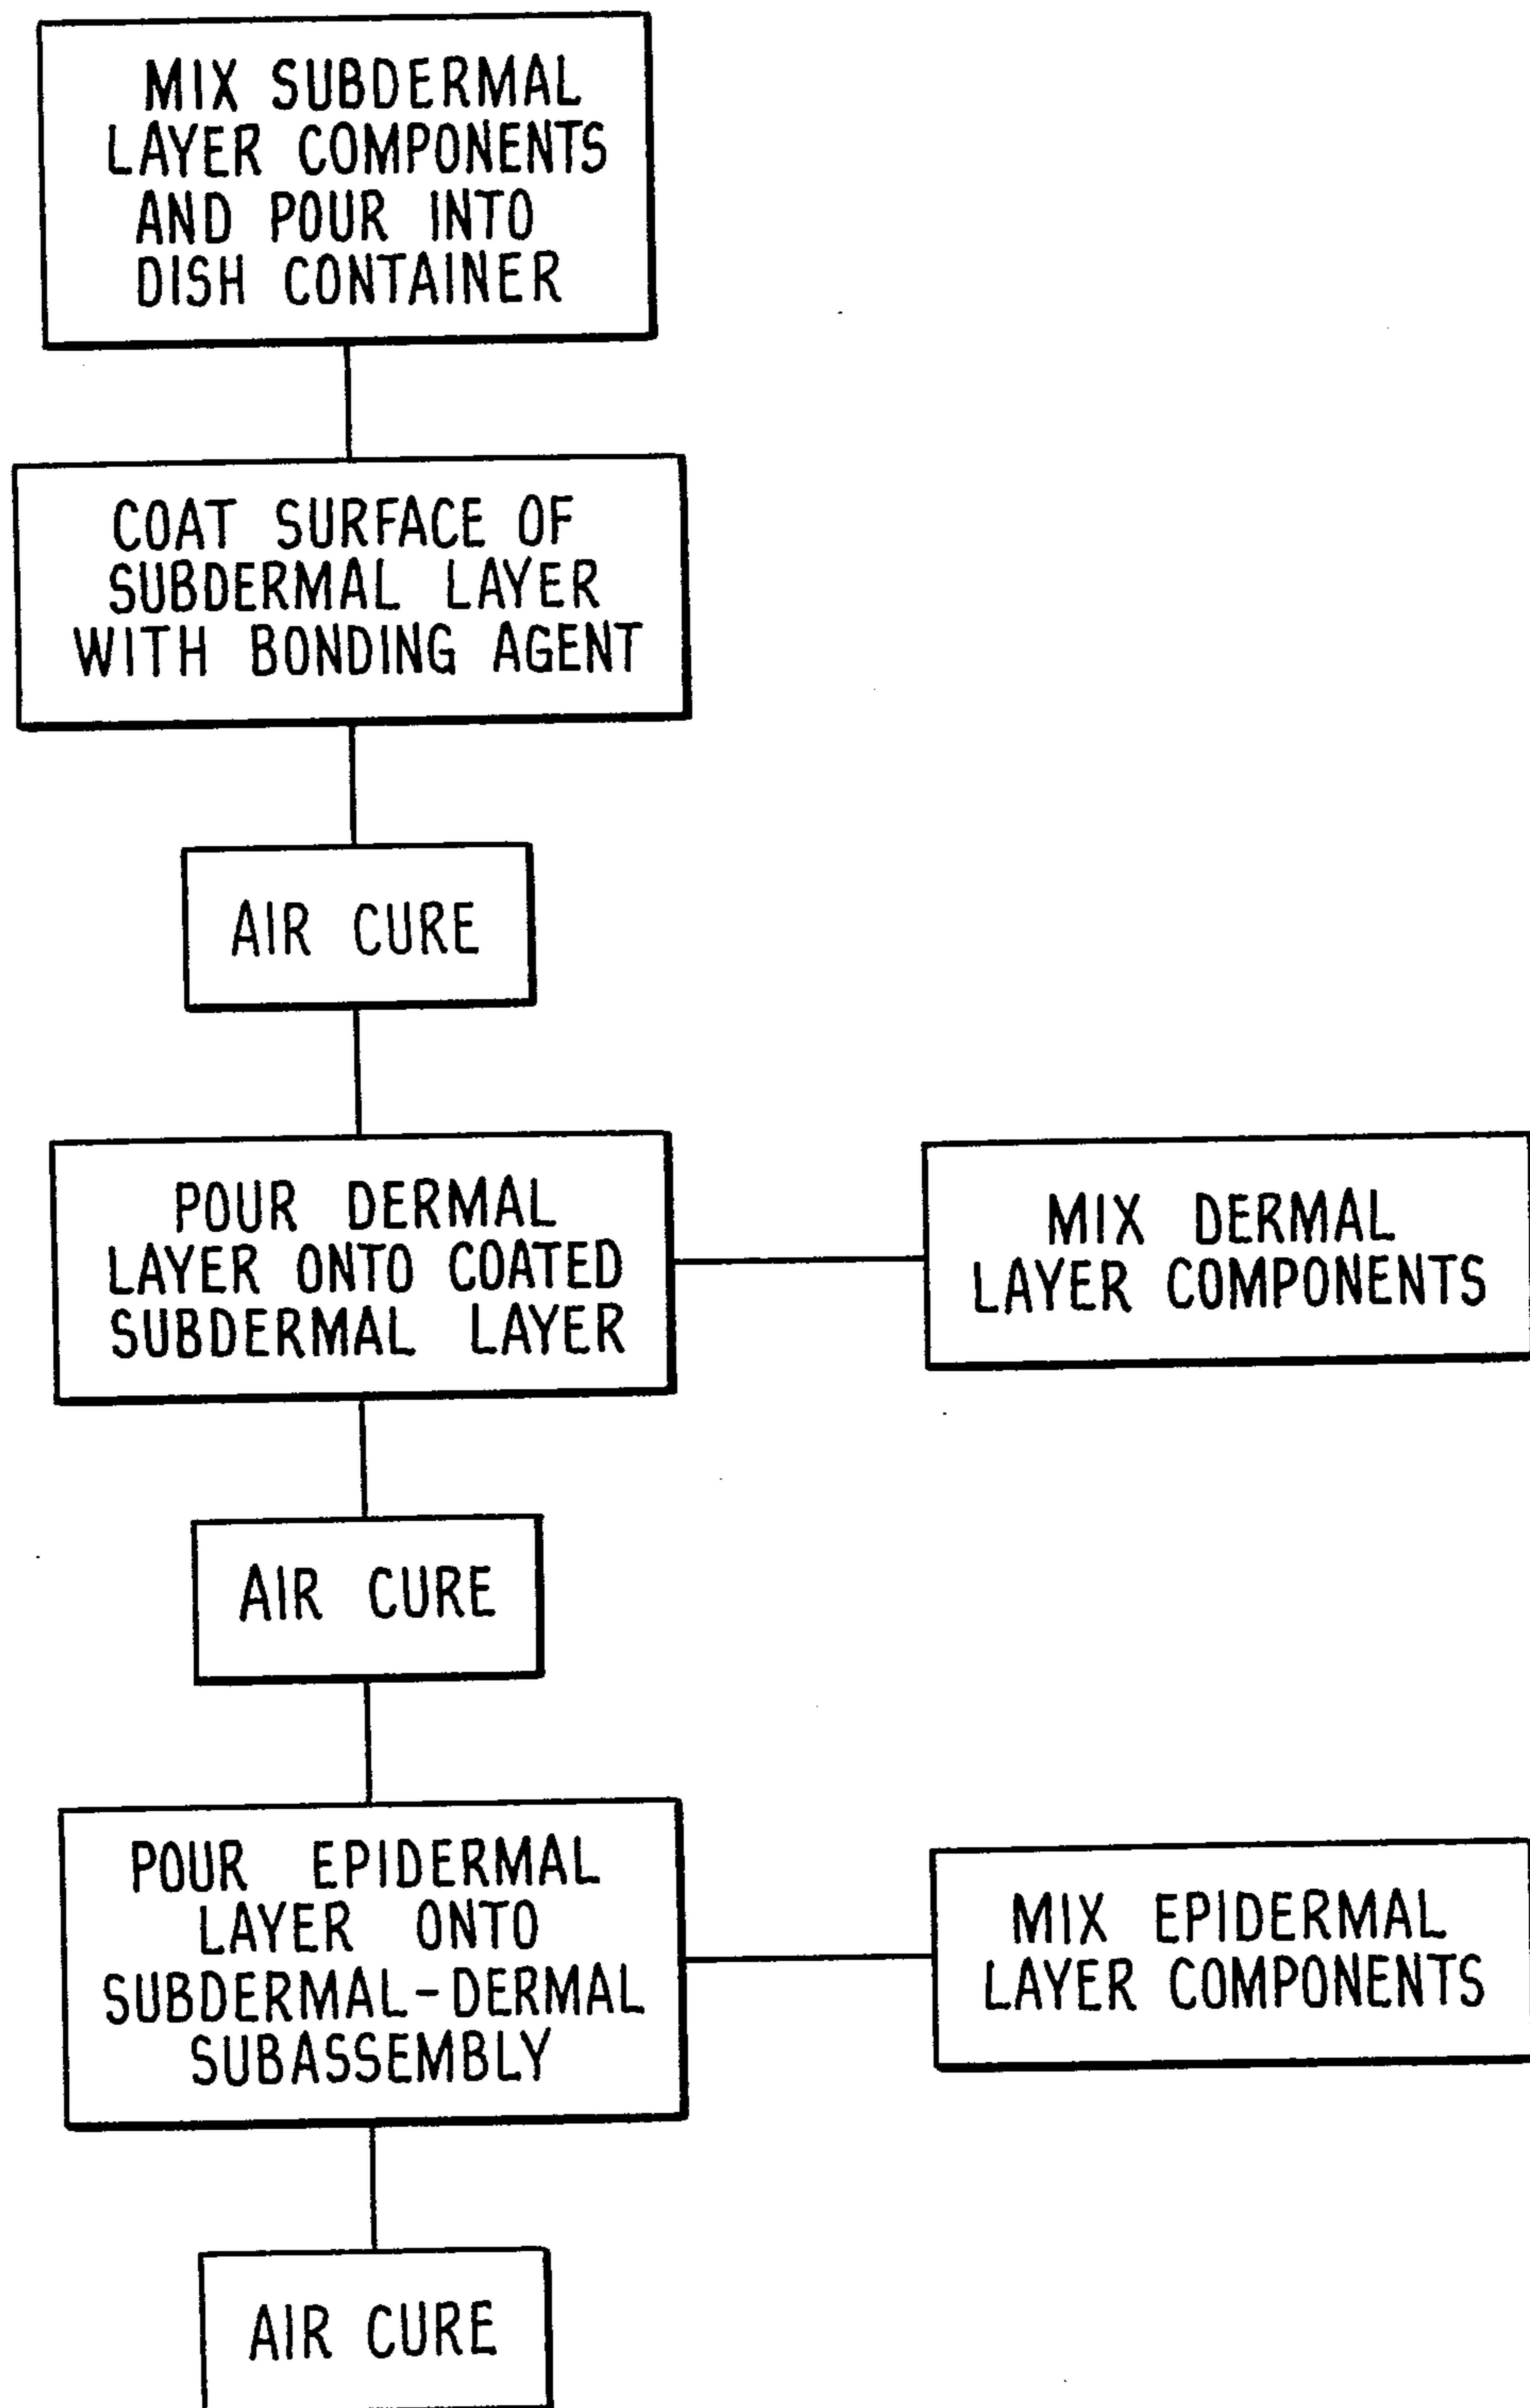 MIX SUBDERMAL
LAYER COMPONENTS
AND POUR INTO
DISH CONTAINER
COAT SURFACE OF
SUBDERMAL LAYER
WITH BONDING AGENT
AIR CURE
POUR DERMAL
LAYER ONTO COATED
SUBDERMAL LAYER
MIX DERMAL
LAYER COMPONENTS
AIR CURE
POUR EPIDERMAL
LAYER ONTO
SUBDERMAL-DERMAL
SUBASSEMBLY
MIX EPIDERMAL
LAYER COMPONENTS
AIR CURE